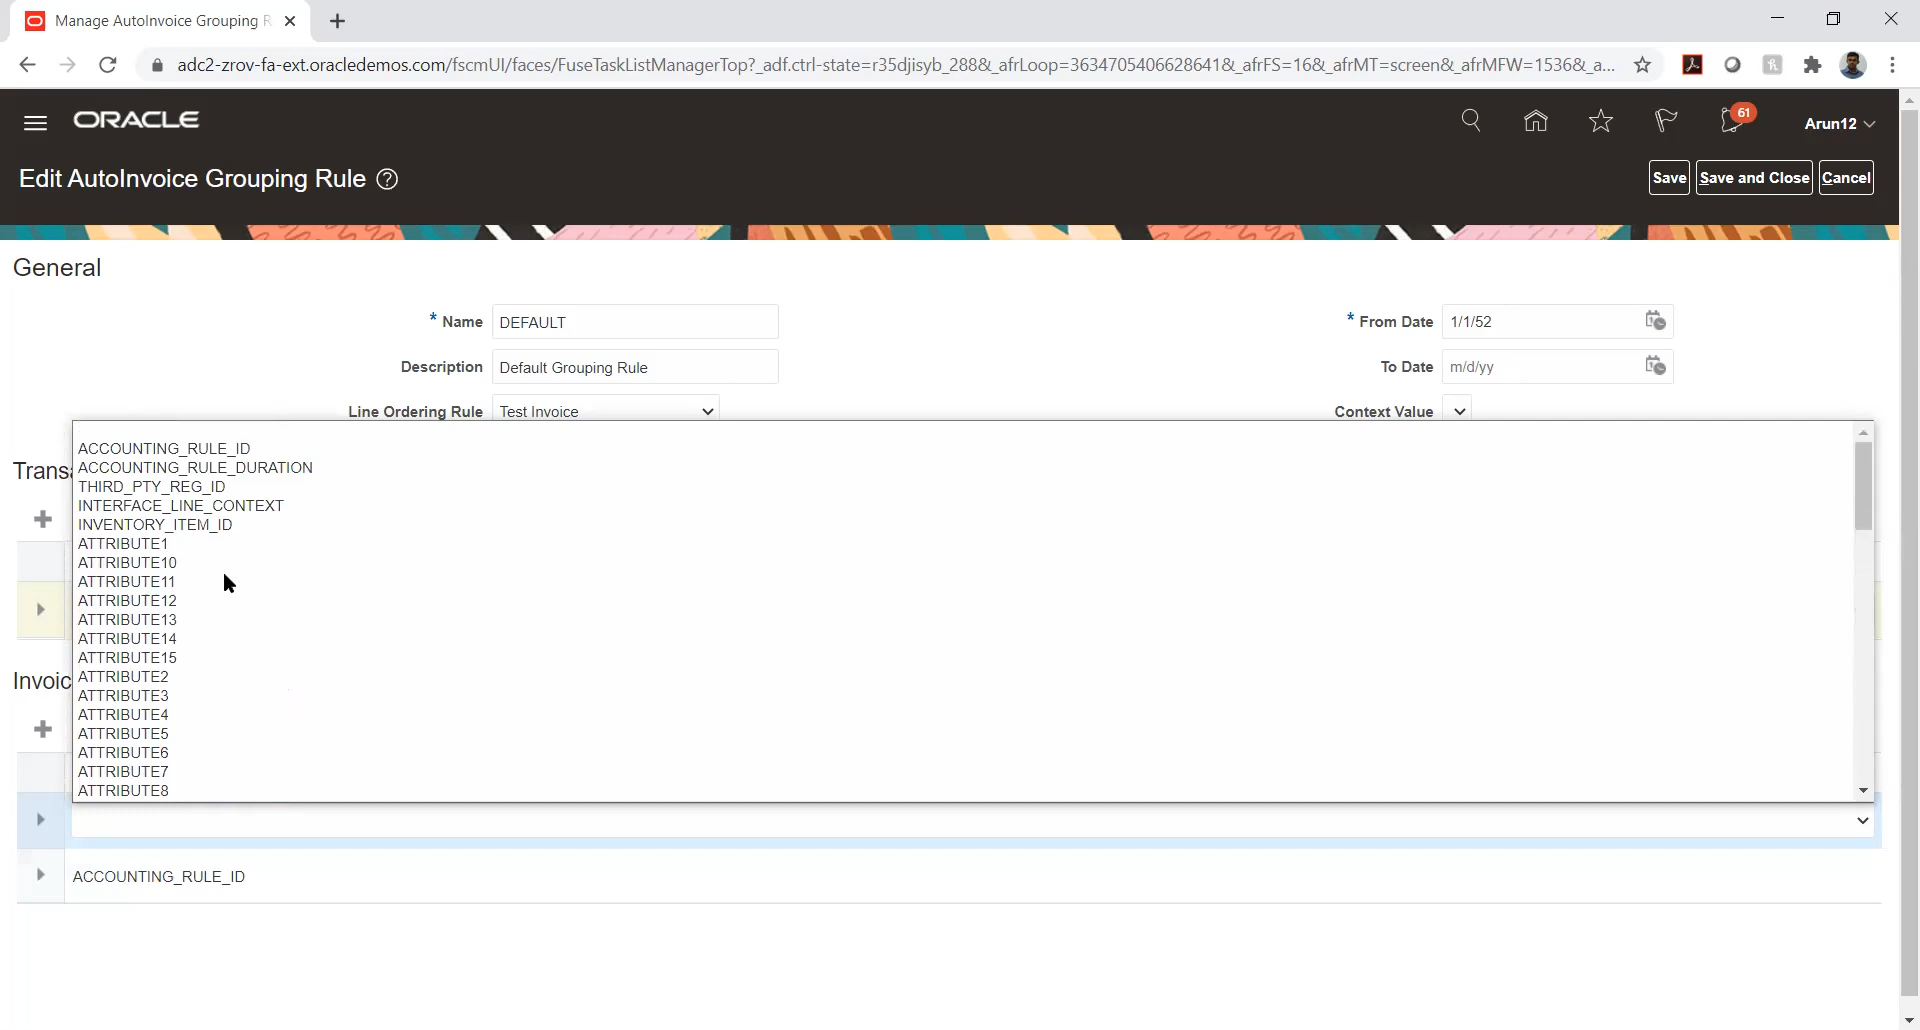 Manage AutoInvoice Grouping R
adc2-zrov-fa-ext.oracledemos.com/fscmUI/faces/FuseTaskListManagerTop?_adf.ctrl-state=r35djisyb_288&_afrLoop=3634705406628641&_afrFS=16&_afrMT=screen&_afrMFW=1536&_a...
ORACLE
61
Arun12
Edit AutoInvoice Grouping Rule
Save
Save and Close
Cancel
General
* Name DEFAULT
* From Date 1/1/52
Description Default Grouping Rule
To Date m/d/yy
Line Ordering Rule Test Invoice
Context Value
Transa
ACCOUNTING_RULE_ID
ACCOUNTING_RULE_DURATION
THIRD_PTY_REG_ID
INTERFACE_LINE_CONTEXT
INVENTORY_ITEM_ID
ATTRIBUTE1
ATTRIBUTE10
ATTRIBUTE11
ATTRIBUTE12
ATTRIBUTE13
ATTRIBUTE14
ATTRIBUTE15
ATTRIBUTE2
Invoic
ATTRIBUTE3
ATTRIBUTE4
ATTRIBUTE5
ATTRIBUTE6
ATTRIBUTE7
ATTRIBUTE8
ACCOUNTING_RULE_ID